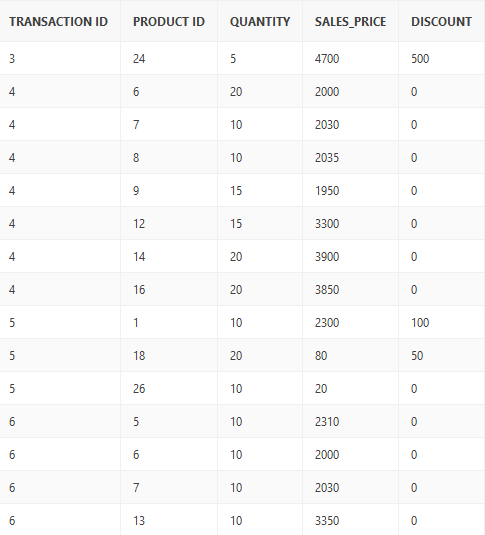 TRANSACTION ID PRODUCT ID QUANTITY SALES_PRICE DISCOUNT
3 24 5 4700 500
4 6 20 2000 0
4 7 10 2030 0
4 8 10 2035 0
4 9 15 1950 0
4 12 15 3300 0
4 14 20 3900 0
4 16 20 3850 0
5 1 10 2300 100
5 18 20 80 50
5 26 10 20 0
6 5 10 2310 0
6 6 10 2000 0
6 7 10 2030 0
6 13 10 3350 0